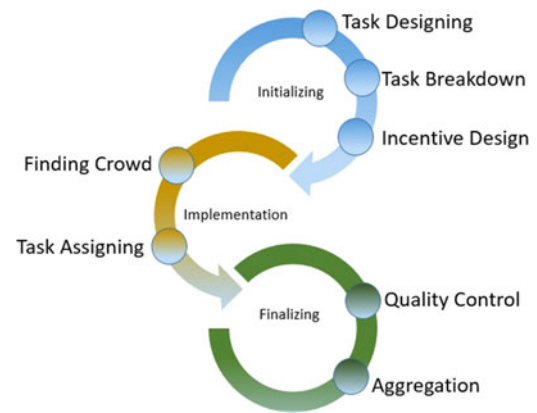 Task Designing
Task Breakdown
Initializing
Incentive Design
Finding Crowd
Implementation
Task Assigning
Quality Control
Finalizing
Aggregation